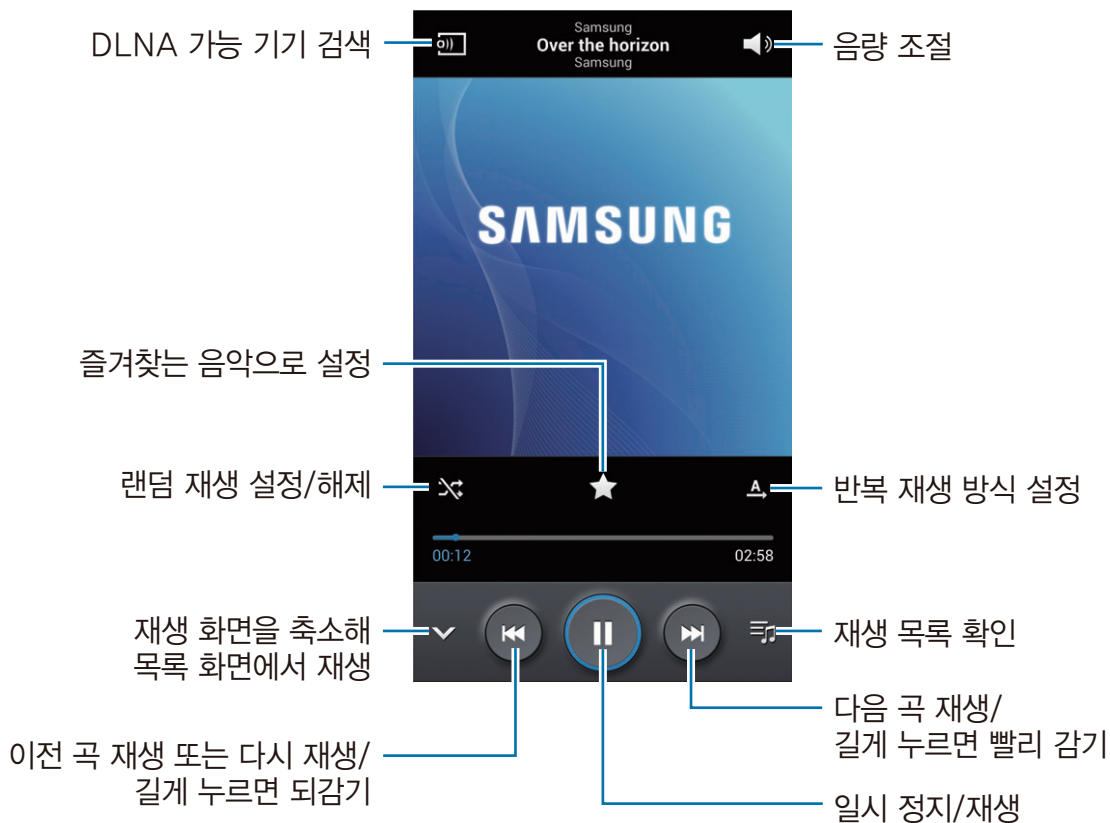 DLNA 가능 기기 검색
Samsung
Over the horizon
Samsung
음량 조절
SAMSUNG
즐겨찾는 음악으로 설정
랜덤 재생 설정/해제
A
반복 재생 방식 설정
00:12
02:58
재생 화면을 축소해
목록 화면에서 재생
재생 목록 확인
다음 곡 재생/
길게 누르면 빨리 감기
이전 곡 재생 또는 다시 재생/
길게 누르면 되감기
일시 정지/재생